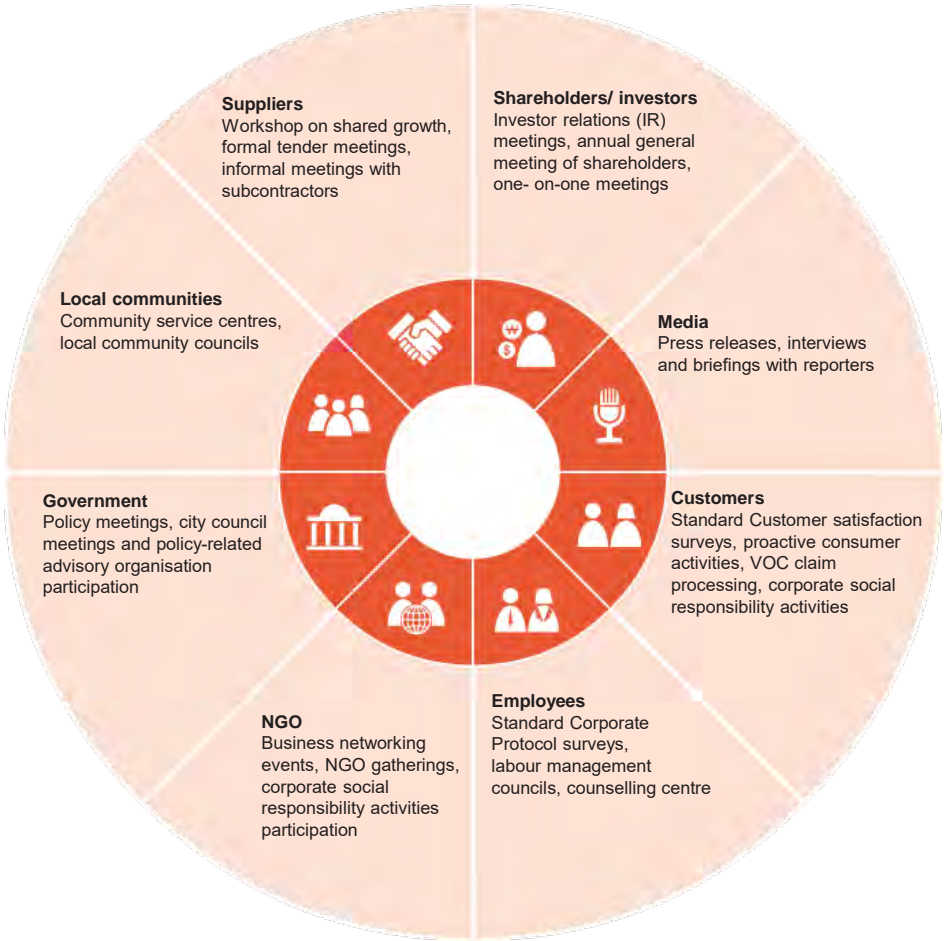 Suppliers
Workshop on shared growth,
formal tender meetings,
informal meetings with
subcontractors
Shareholders/ investors
Investor relations (IR)
meetings, annual general
meeting of shareholders,
one- on-one meetings
Local communities
Community service centres,
local community councils
Media
Press releases, interviews
and briefings with reporters
₩
$
Government
Policy meetings, city council
meetings and policy-related
advisory organisation
participation
Customers
Standard Customer satisfaction
surveys, proactive consumer
activities, VOC claim
processing, corporate social
responsibility activities
NGO
Business networking
events, NGO gatherings,
corporate social
responsibility activities
participation
Employees
Standard Corporate
Protocol surveys,
labour management
councils, counselling centre